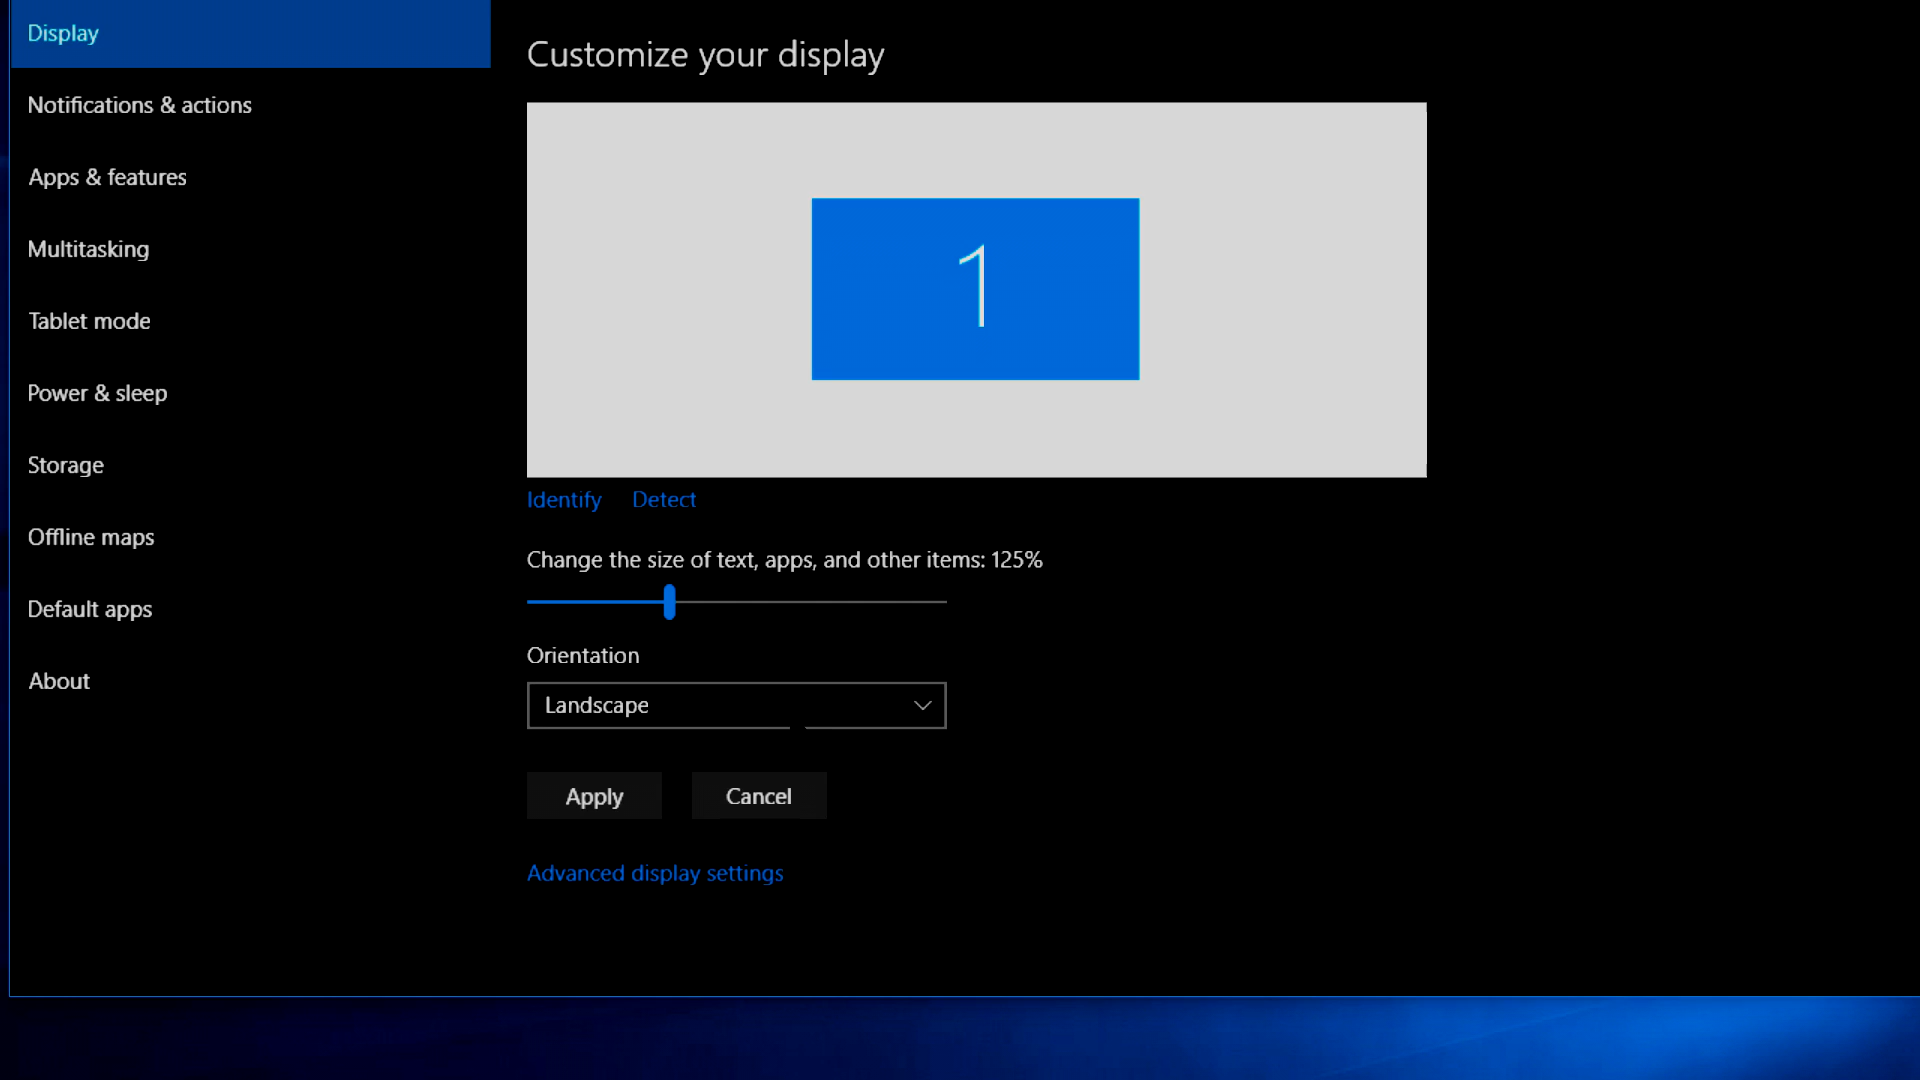 Display
Notifications & actions
Apps & features
Multitasking
Tablet mode
Power & sleep
Storage
Offline maps
Default apps
About
Customize your display
1
Identify Detect
Change the size of text, apps, and other items: 125%
Orientation
Landscape
Apply Cancel
Advanced display settings